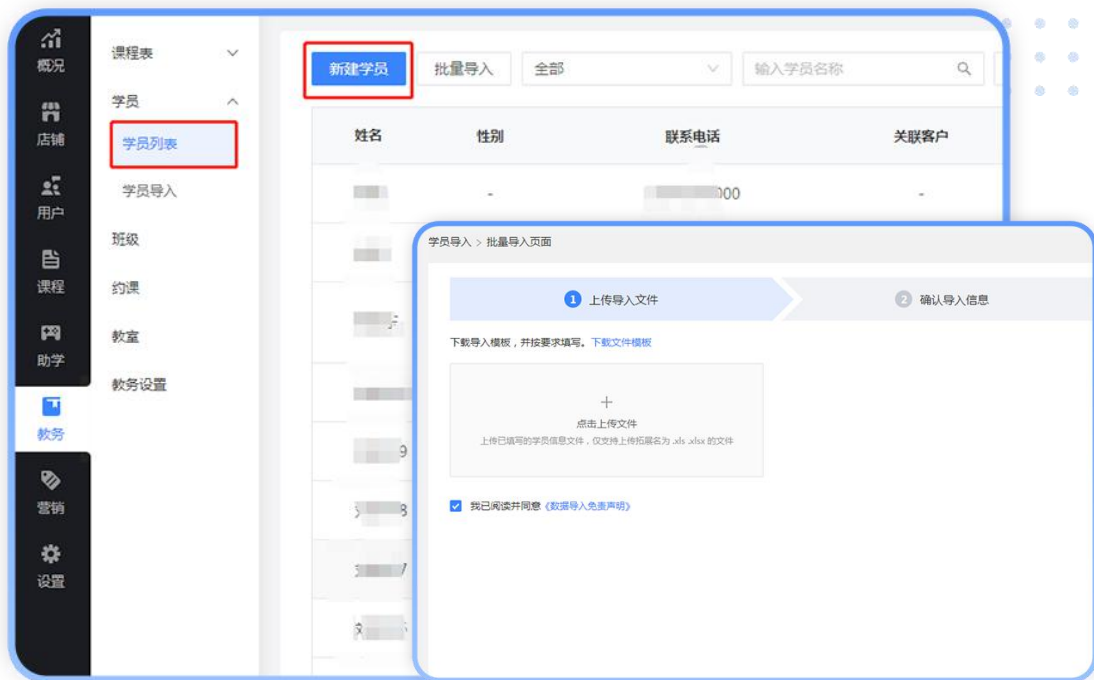 概况
店铺
用户
课程
助学
教务
营销
设置
课程表
学员
学员列表
学员导入
班级
约课
教室
教务设置
新建学员 批量导入 全部 输入学员名称
姓名 性别 联系电话 关联客户
- 000 -
9
8
7
学员导入 > 批量导入页面
1 上传导入文件 2 确认导入信息
下载导入模板，并按要求填写。下载文件模板
点击上传文件
上传已填写的学员信息文件，仅支持上传拓展名为 .xls .xlsx 的文件
我已阅读并同意《数据导入免责声明》